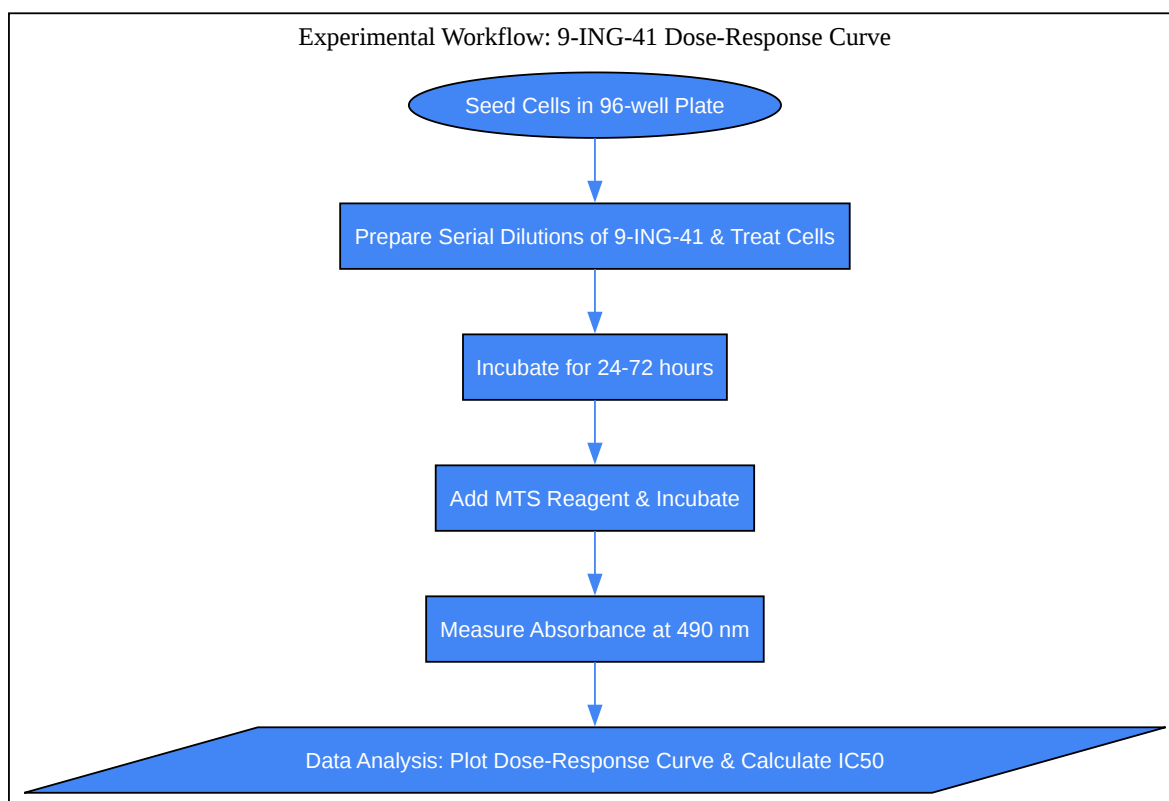 Experimental Workflow: 9-ING-41 Dose-Response Curve
Seed Cells in 96-well Plate
Prepare Serial Dilutions of 9-ING-41 & Treat Cells
Incubate for 24-72 hours
Add MTS Reagent & Incubate
Measure Absorbance at 490 nm
Data Analysis: Plot Dose-Response Curve & Calculate IC50